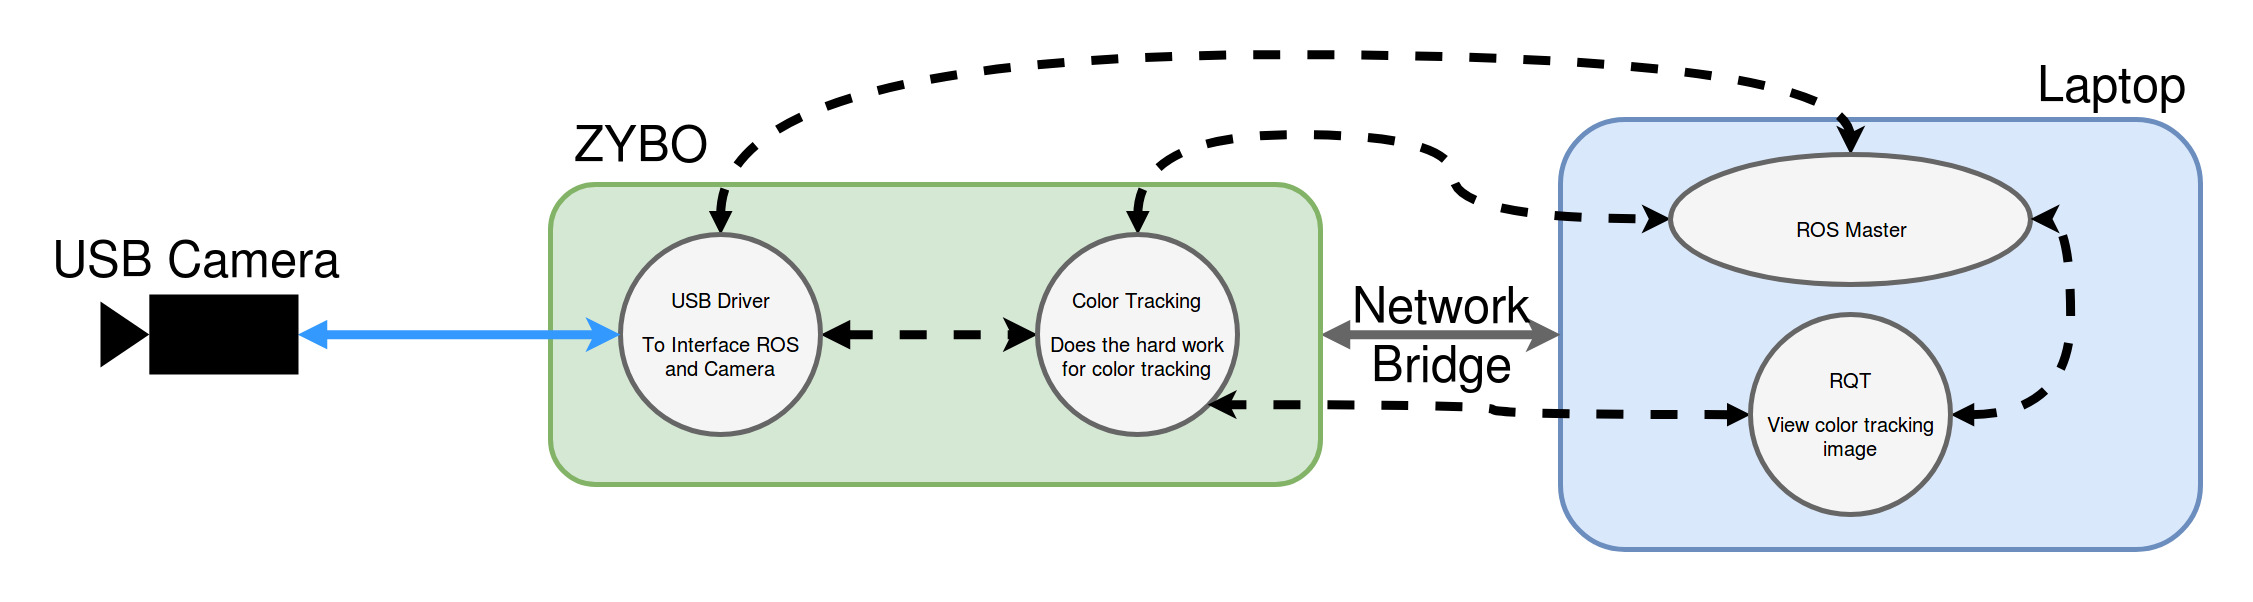 USB Camera
ZYBO
USB Driver
To Interface ROS
and Camera
Color Tracking
Does the hard work
for color tracking
Network
Bridge
Laptop
ROS Master
RQT
View color tracking
image